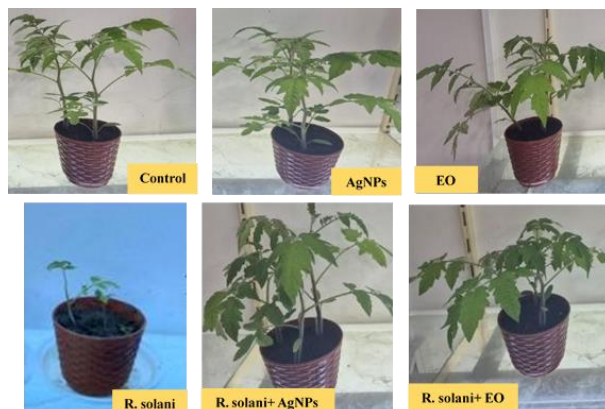 Control
AgNPs
EO
R. solani
R. solani+ AgNPs
R. solani+ EO